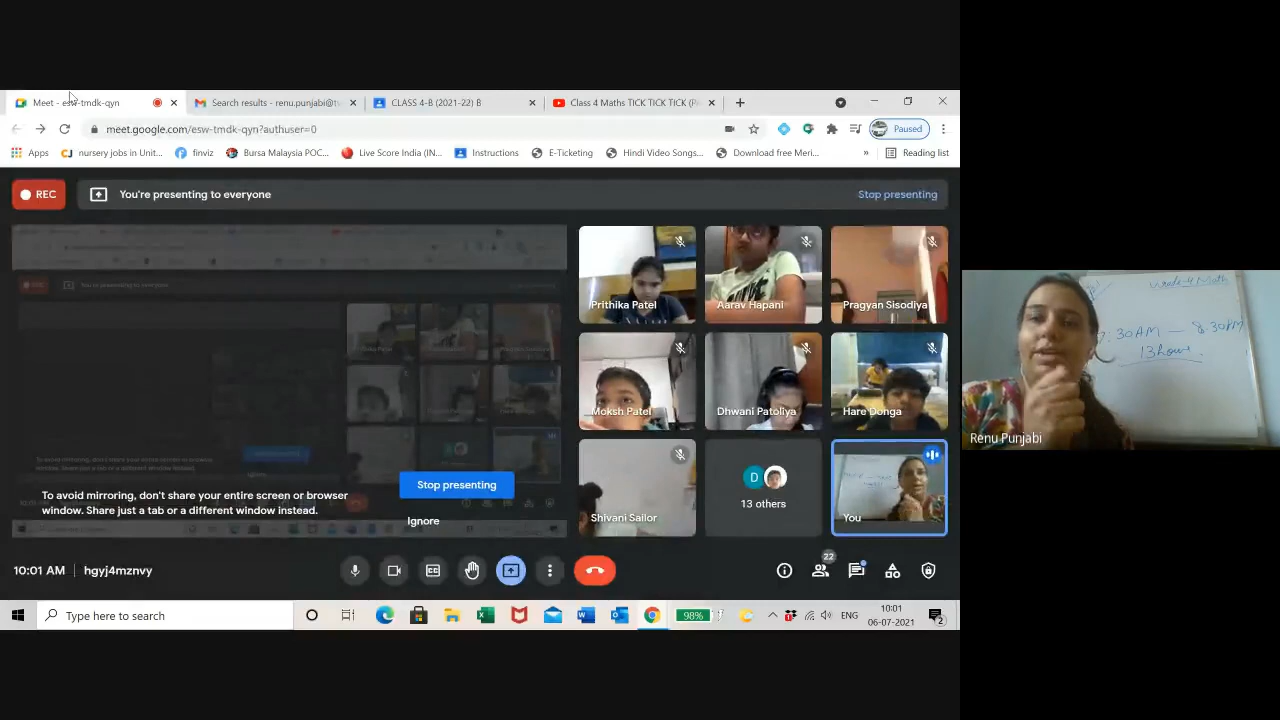 Meet - esw-tmdk-qyn
Search results - renu.punjabi@tv
CLASS 4-B (2021-22) B
Class 4 Maths TICK TICK TICK (P
meet.google.com/esw-tmdk-qyn?authuser=0
Paused
Apps
nursery jobs in Unit...
finviz
Bursa Malaysia POC...
Live Score India (IN...
Instructions
E-Ticketing
Hindi Video Songs...
Download free Meri...
»
Reading list
REC
You're presenting to everyone
Stop presenting
Prithika Patel
Aarav Hapani
Pragyan Sisodiya
Moksh Patel
Dhwani Patoliya
Hare Donga
Shivani Sailor
D
13 others
You
To avoid mirroring, don't share your entire screen or browser
window. Share just a tab or a different window instead.
Stop presenting
Ignore
10:01 AM
hgyj4mznvy
22
Type here to search
98%
ENG
10:01
06-07-2021
2
Grade-4 Math
7:30AM — 8.30PM
13 hours
Renu Punjabi